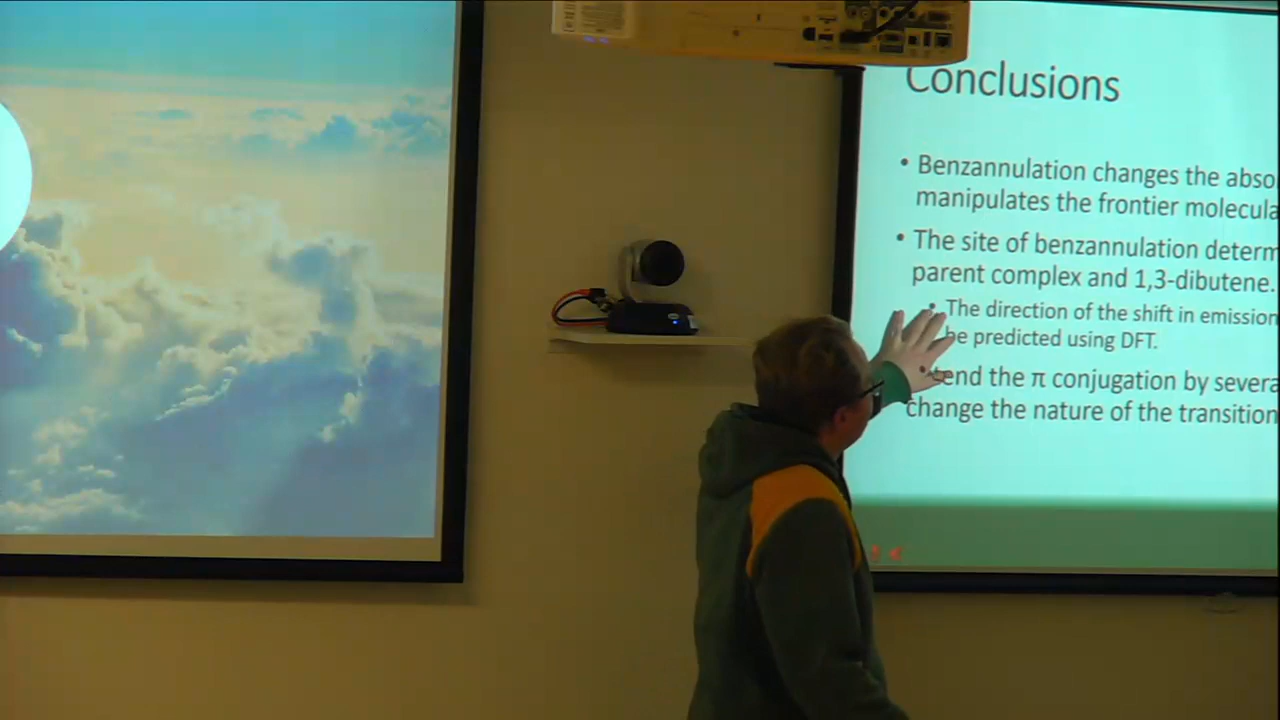 Conclusions
• Benzannulation changes the abso
manipulates the frontier molecula
• The site of benzannulation determ
parent complex and 1,3-dibutene.
• The direction of the shift in emission
be predicted using DFT.
• end the π conjugation by severa
change the nature of the transition